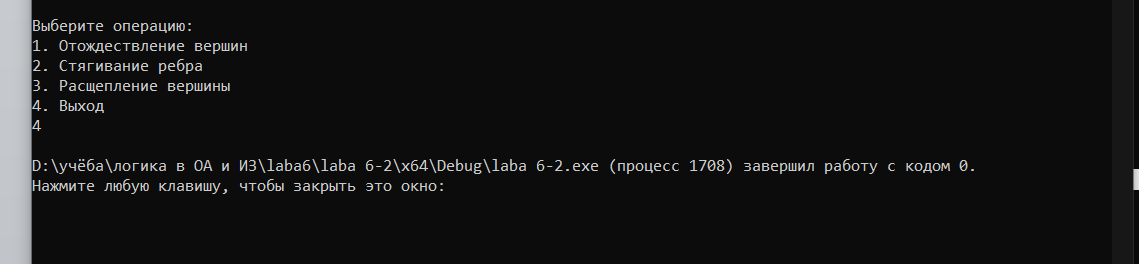 Выберите операцию:
1. Отождествление вершин
2. Стягивание ребра
3. Расщепление вершины
4. Выход
4
D:\учёба\логика в ОА и ИЗ\laba6\laba 6-2\x64\Debug\laba 6-2.exe (процесс 1708) завершил работу с кодом 0.
Нажмите любую клавишу, чтобы закрыть это окно: